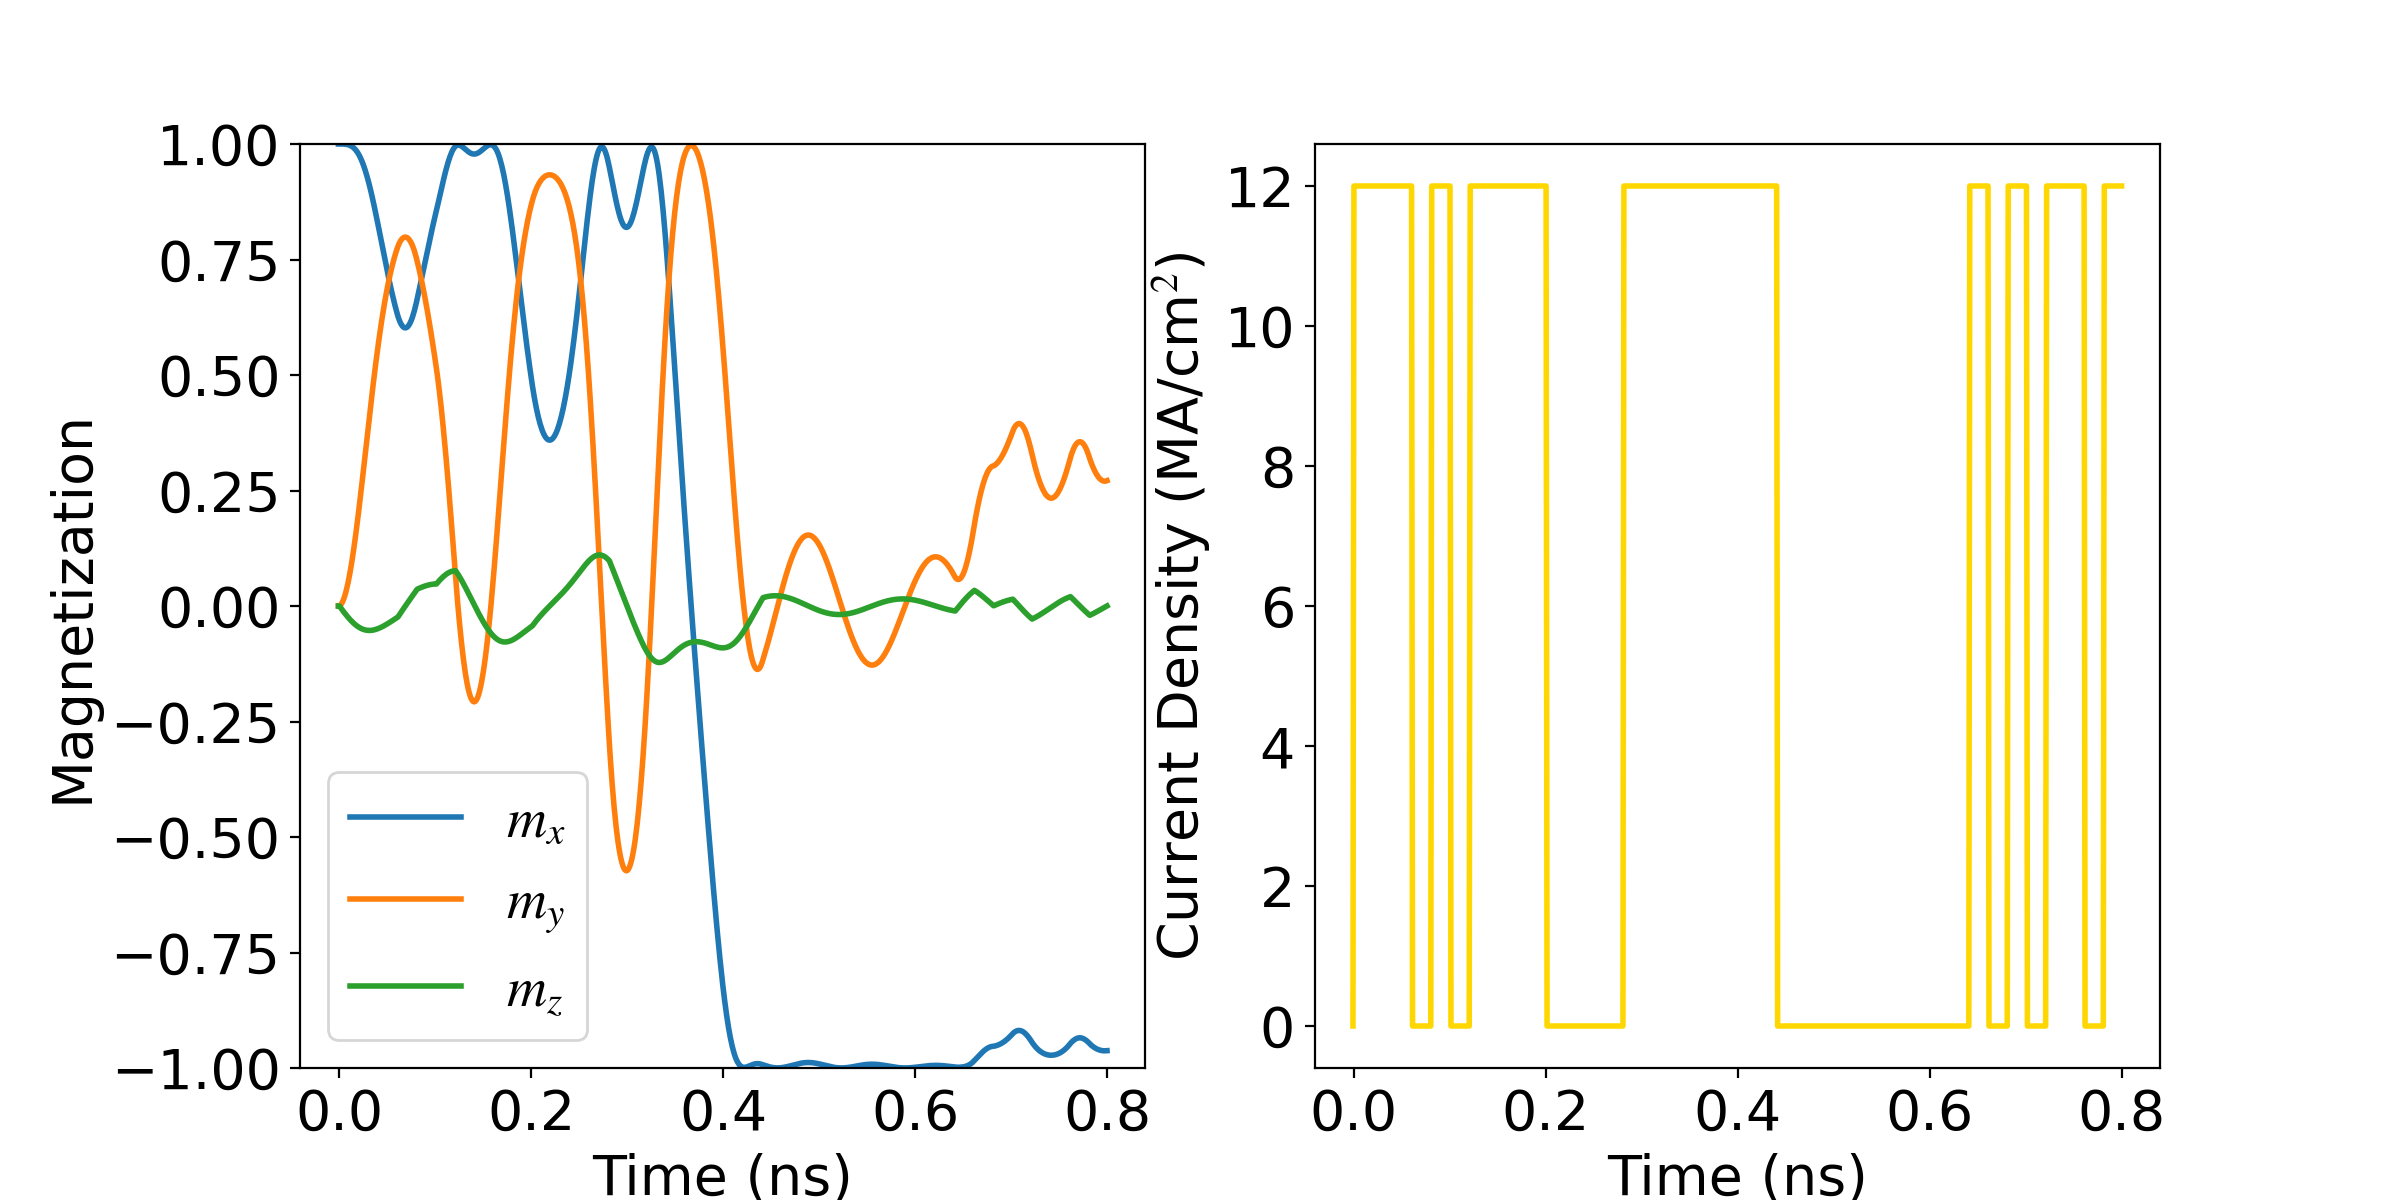 1.00
0.75
0.50
0.25
0.00
−0.25
−0.50
−0.75
−1.00
Magnetization
0.0 0.2 0.4 0.6 0.8
Time (ns)
m_x
m_y
m_z
12
10
8
6
4
2
0
Current Density (MA/cm²)
0.0 0.2 0.4 0.6 0.8
Time (ns)